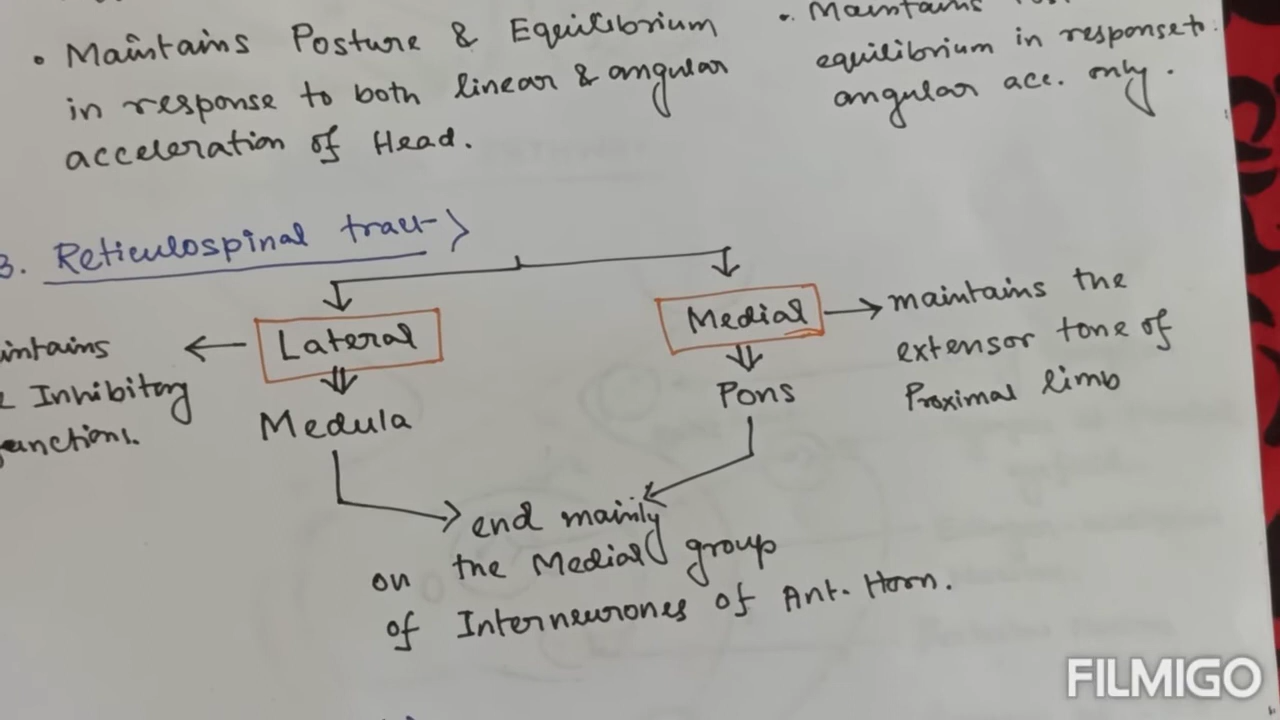 • Maintains Posture & Equilibrium
in response to both linear & angular
acceleration of Head.
• Maintains
equilibrium in response to
angular acc. only.
3. Reticulospinal tract
Lateral
Medial
maintains the
extensor tone of
Proximal limb
Inhibitory
Medula
Pons
end mainly
on the Medial group
of Interneurones of Ant. Horn.
FILMIGO